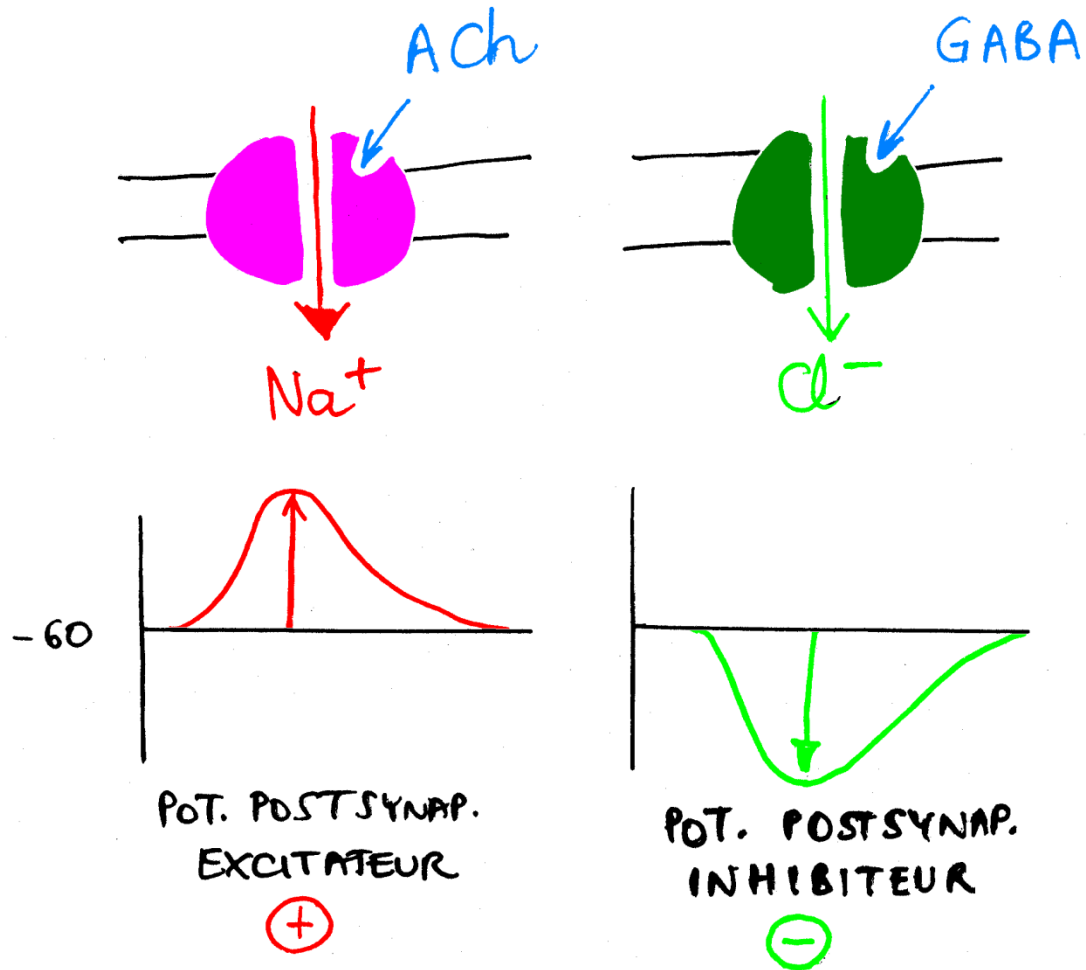 ACh
GABA
Na⁺
Cl⁻
-60
POT. POSTSYNAP.
EXCITATEUR
+
POT. POSTSYNAP.
INHIBITEUR
−